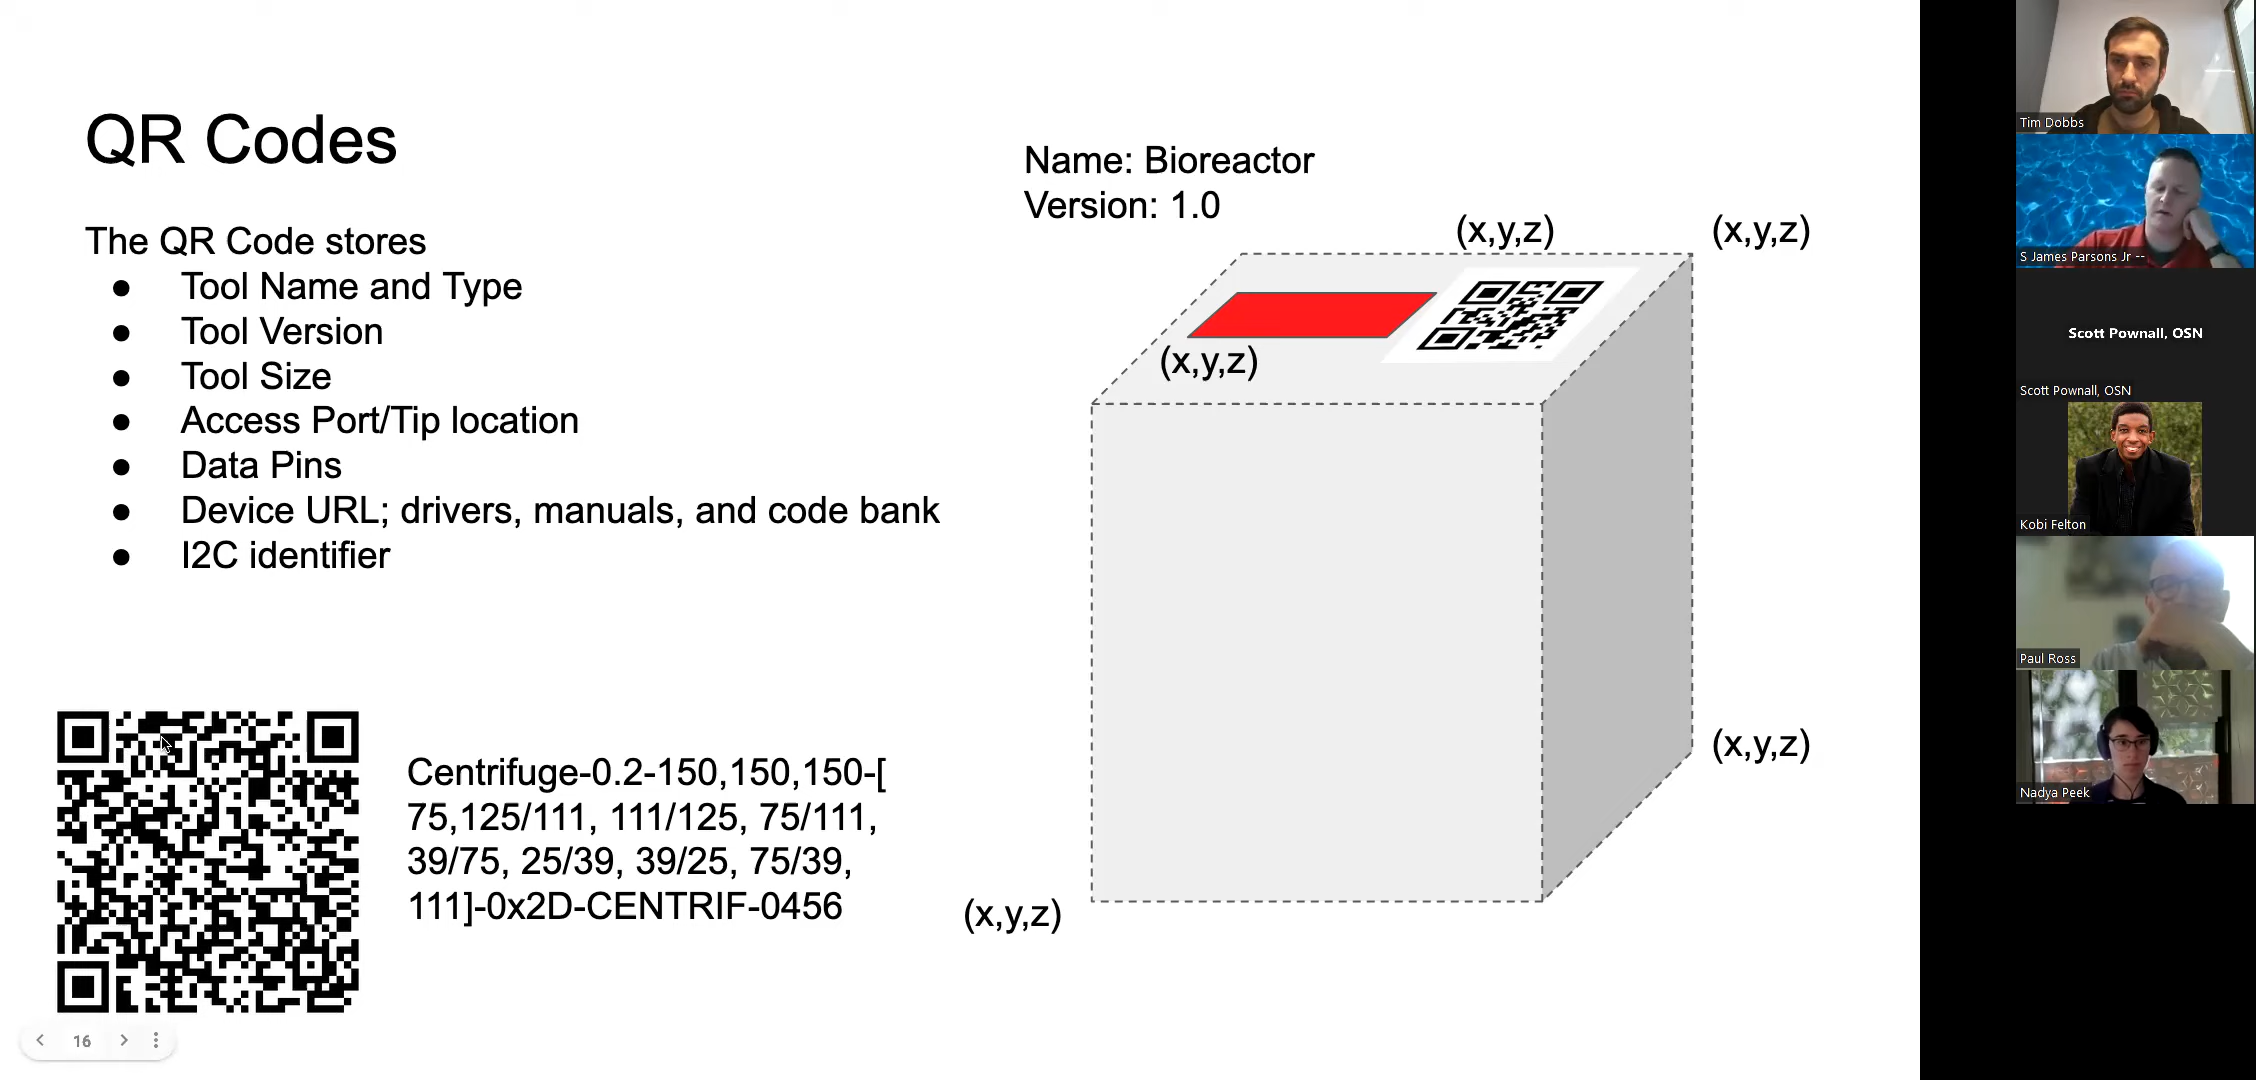 QR Codes
The QR Code stores
● Tool Name and Type
● Tool Version
● Tool Size
● Access Port/Tip location
● Data Pins
● Device URL; drivers, manuals, and code bank
● I2C identifier
Centrifuge-0.2-150,150,150-[
75,125/111, 111/125, 75/111,
39/75, 25/39, 39/25, 75/39,
111]-0x2D-CENTRIF-0456
Name: Bioreactor
Version: 1.0
(x,y,z)
(x,y,z)
(x,y,z)
(x,y,z)
(x,y,z)
16
Tim Dobbs
S James Parsons Jr --
Scott Pownall, OSN
Scott Pownall, OSN
Kobi Felton
Paul Ross
Nadya Peek